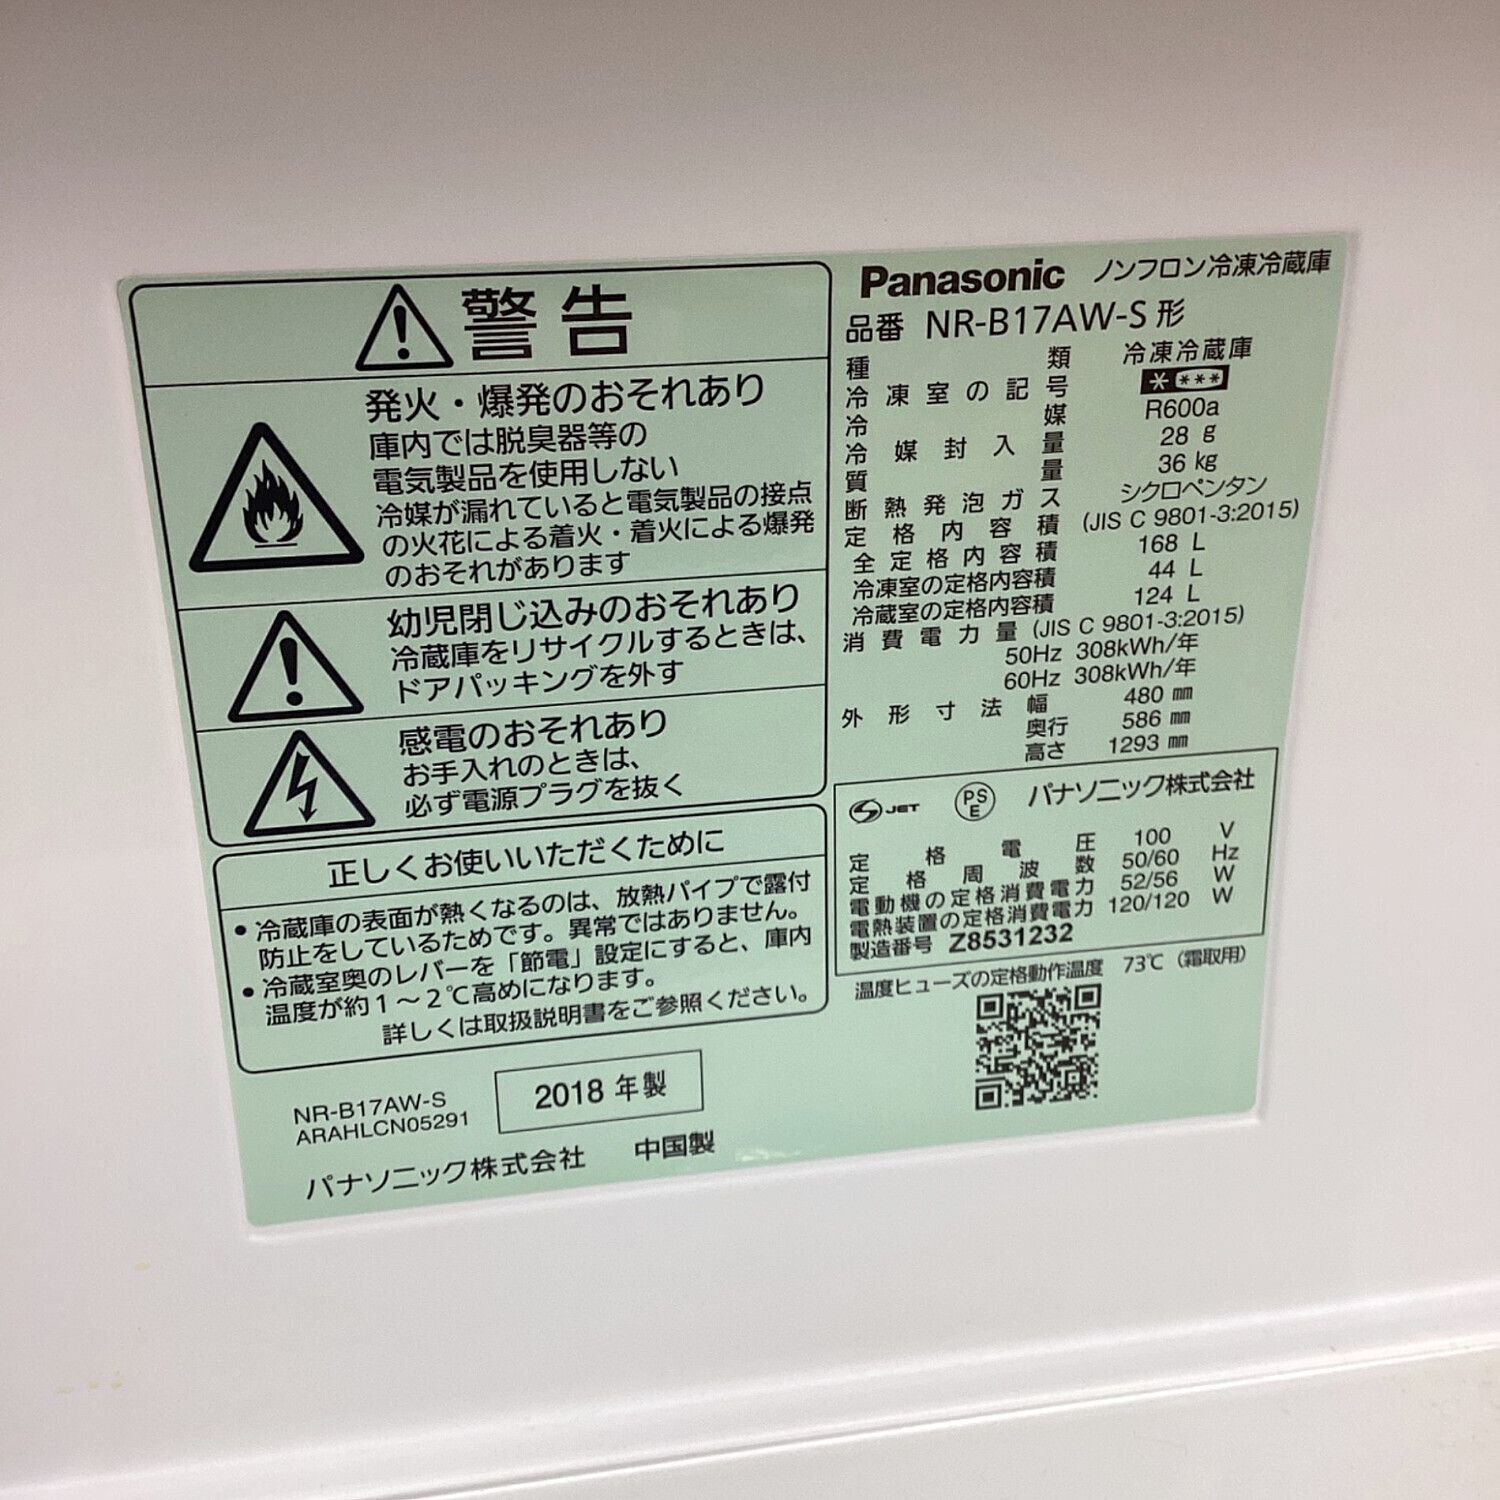 警告
発火・爆発のおそれあり
庫内では脱臭器等の
電気製品を使用しない
冷媒が漏れていると電気製品の接点
の火花による着火・着火による爆発
のおそれがあります
幼児閉じ込みのおそれあり
冷蔵庫をリサイクルするときは、
ドアパッキングを外す
感電のおそれあり
お手入れのときは、
必ず電源プラグを抜く
正しくお使いいただくために
●冷蔵庫の表面が熱くなるのは、放熱パイプで露付
防止をしているためです。異常ではありません。
●冷蔵室奥のレバーを「節電」設定にすると、庫内
温度が約1～2℃高めになります。
詳しくは取扱説明書をご参照ください。
NR-B17AW-S
ARAHLCN05291
2018 年製
パナソニック株式会社 中国製
Panasonic ノンフロン冷凍冷蔵庫
品番 NR-B17AW-S 形
種類 冷凍冷蔵庫
冷凍室の記号 * ***
冷媒 R600a
冷媒封入量 28 g
質量 36 kg
断熱発泡ガス シクロペンタン
定格内容積 (JIS C 9801-3:2015)
全定格内容積 168 L
冷凍室の定格内容積 44 L
冷蔵室の定格内容積 124 L
消費電力量 (JIS C 9801-3:2015)
50Hz 308kWh/年
60Hz 308kWh/年
外形寸法 幅 480 mm
奥行 586 mm
高さ 1293 mm
JET PS E パナソニック株式会社
定格電圧 100 V
定格周波数 50/60 Hz
電動機の定格消費電力 52/56 W
電熱装置の定格消費電力 120/120 W
製造番号 Z8531232
温度ヒューズの定格動作温度 73℃（霜取用）